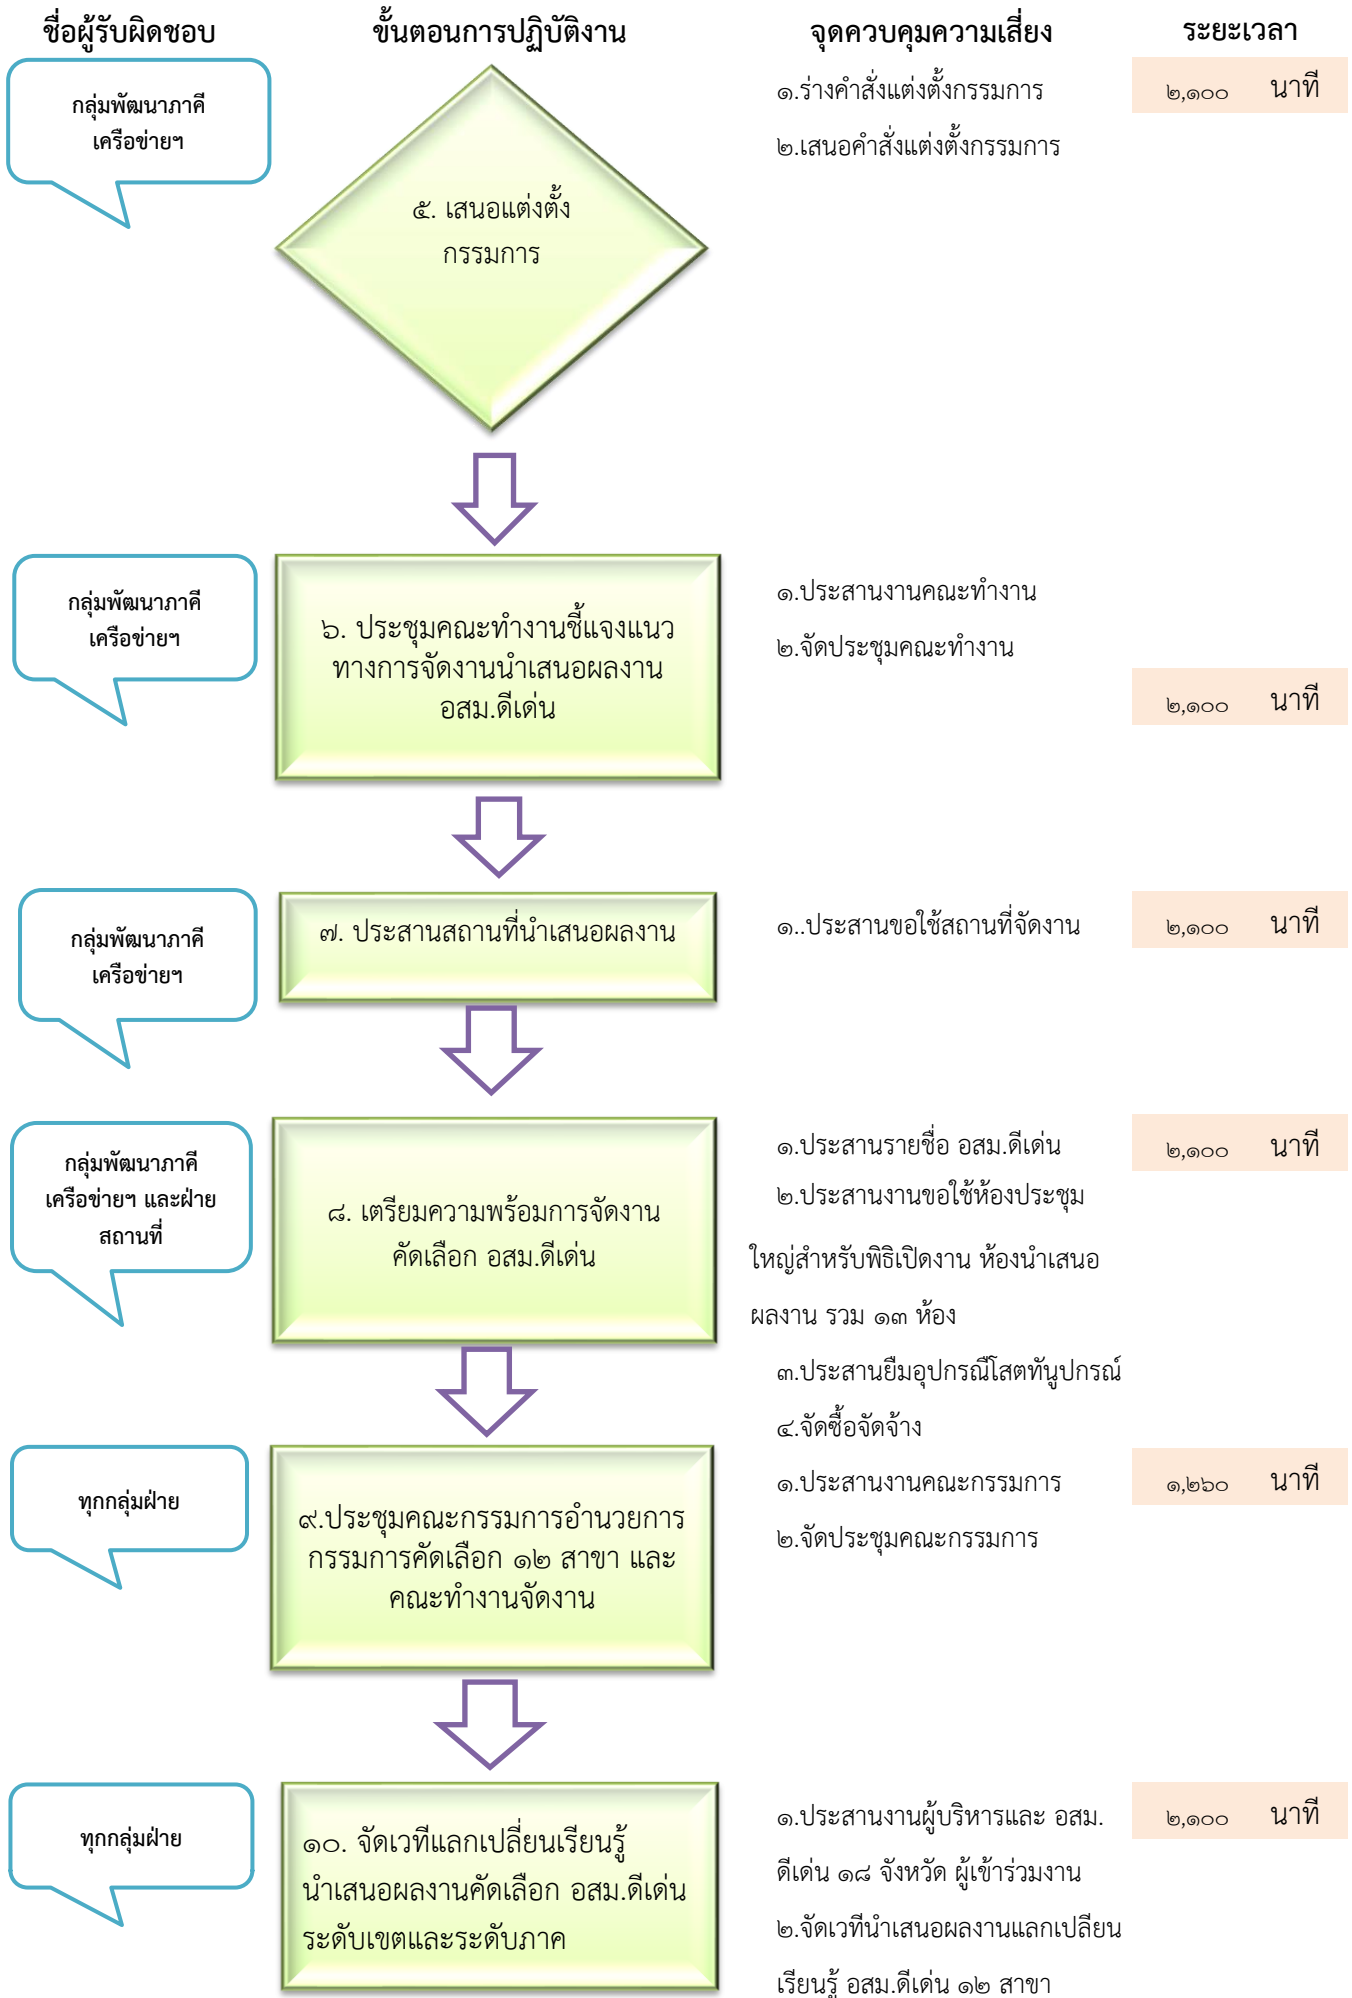 ชื่อผู้รับผิดชอบ ขั้นตอนการปฏิบัติงาน จุดควบคุมความเสี่ยง ระยะเวลา
กลุ่มพัฒนาภาคี
เครือข่ายฯ
๕. เสนอแต่งตั้ง
กรรมการ
๑.ร่างคำสั่งแต่งตั้งกรรมการ
๒.เสนอคำสั่งแต่งตั้งกรรมการ
๒,๑๐๐ นาที
กลุ่มพัฒนาภาคี
เครือข่ายฯ
๖. ประชุมคณะทำงานชี้แจงแนว
ทางการจัดงานนำเสนอผลงาน
อสม.ดีเด่น
๑.ประสานงานคณะทำงาน
๒.จัดประชุมคณะทำงาน
๒,๑๐๐ นาที
กลุ่มพัฒนาภาคี
เครือข่ายฯ
๗. ประสานสถานที่นำเสนอผลงาน
๑..ประสานขอใช้สถานที่จัดงาน
๒,๑๐๐ นาที
กลุ่มพัฒนาภาคี
เครือข่ายฯ และฝ่าย
สถานที่
๘. เตรียมความพร้อมการจัดงาน
คัดเลือก อสม.ดีเด่น
๑.ประสานรายชื่อ อสม.ดีเด่น
๒.ประสานงานขอใช้ห้องประชุม
ใหญ่สำหรับพิธิเปิดงาน ห้องนำเสนอ
ผลงาน รวม ๑๓ ห้อง
๓.ประสานยืมอุปกรณืโสตทันูปกรณ์
๔.จัดซื้อจัดจ้าง
๒,๑๐๐ นาที
ทุกกลุ่มฝ่าย
๙.ประชุมคณะกรรมการอำนวยการ
กรรมการคัดเลือก ๑๒ สาขา และ
คณะทำงานจัดงาน
๑.ประสานงานคณะกรรมการ
๒.จัดประชุมคณะกรรมการ
๑,๒๖๐ นาที
ทุกกลุ่มฝ่าย
๑๐. จัดเวทีแลกเปลี่ยนเรียนรู้
นำเสนอผลงานคัดเลือก อสม.ดีเด่น
ระดับเขตและระดับภาค
๑.ประสานงานผู้บริหารและ อสม.
ดีเด่น ๑๘ จังหวัด ผู้เข้าร่วมงาน
๒.จัดเวทีนำเสนอผลงานแลกเปลียน
เรียนรู้ อสม.ดีเด่น ๑๒ สาขา
๒,๑๐๐ นาที